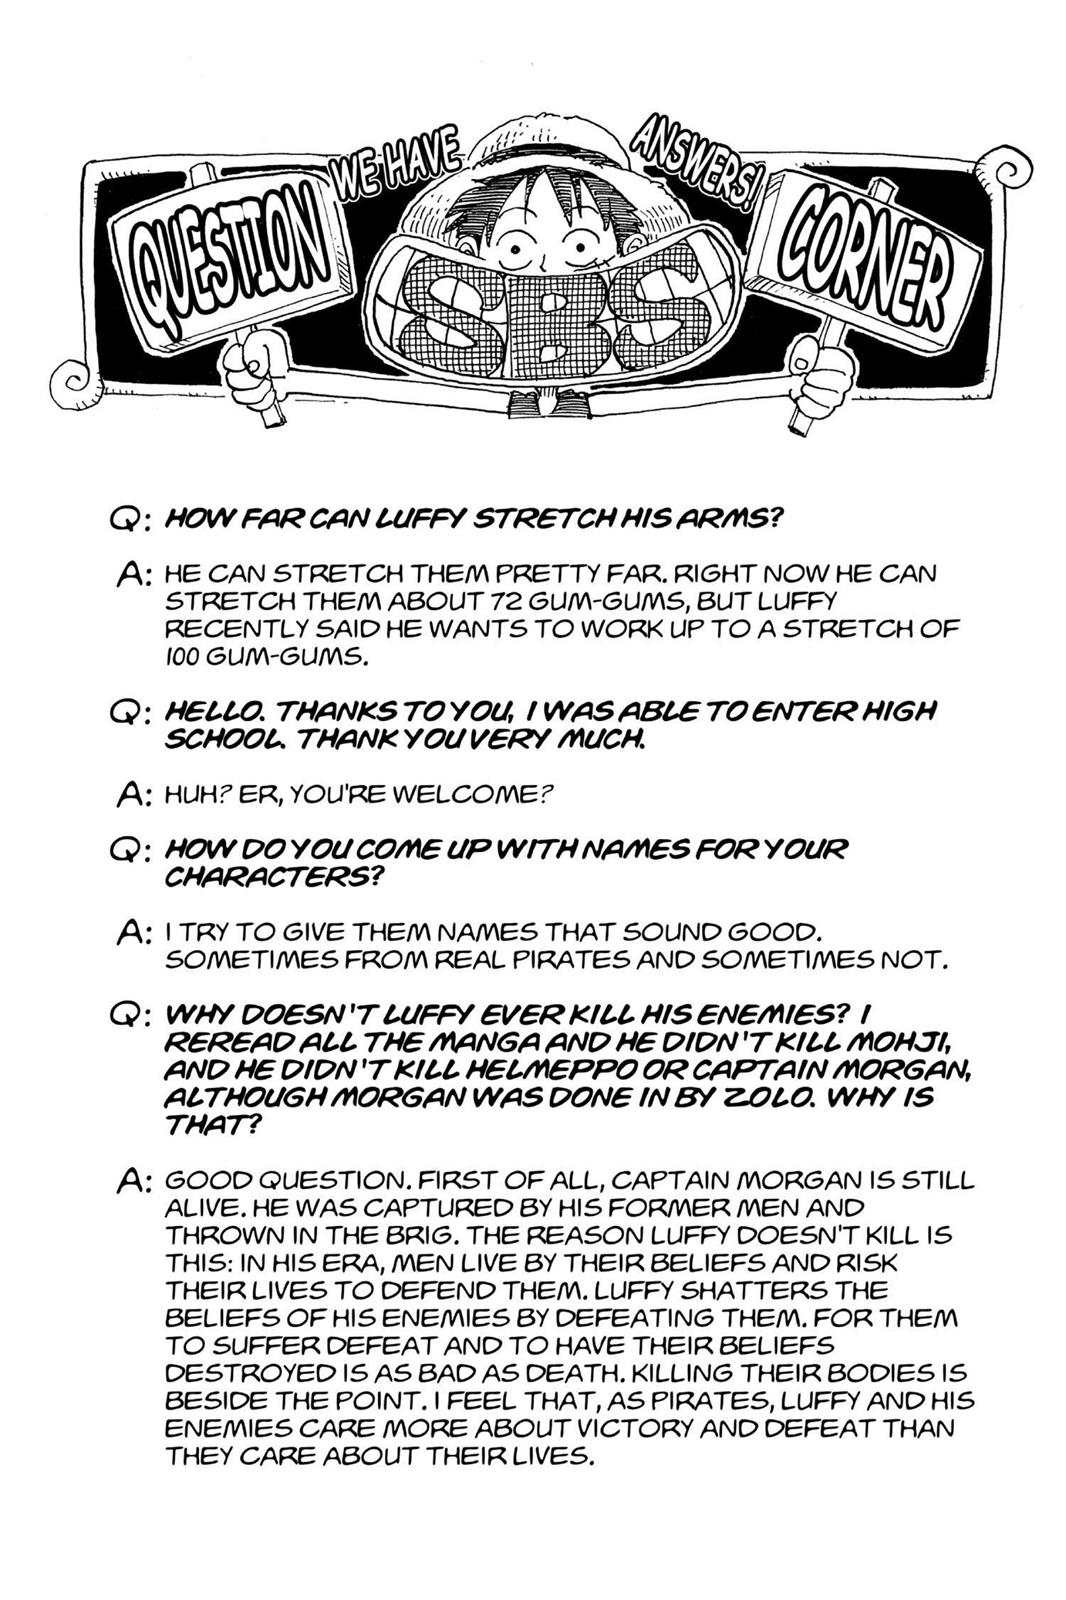 QUESTION WE HAVE ANSWERS! CORNER
SBS
Q: HOW FAR CAN LUFFY STRETCH HIS ARMS?
A: HE CAN STRETCH THEM PRETTY FAR. RIGHT NOW HE CAN
STRETCH THEM ABOUT 72 GUM-GUMS, BUT LUFFY
RECENTLY SAID HE WANTS TO WORK UP TO A STRETCH OF
100 GUM-GUMS.
Q: HELLO. THANKS TO YOU, I WAS ABLE TO ENTER HIGH
SCHOOL. THANK YOU VERY MUCH.
A: HUH? ER, YOU'RE WELCOME?
Q: HOW DO YOU COME UP WITH NAMES FOR YOUR
CHARACTERS?
A: I TRY TO GIVE THEM NAMES THAT SOUND GOOD.
SOMETIMES FROM REAL PIRATES AND SOMETIMES NOT.
Q: WHY DOESN'T LUFFY EVER KILL HIS ENEMIES? I
REREAD ALL THE MANGA AND HE DIDN'T KILL MOHJI,
AND HE DIDN'T KILL HELMEPPO OR CAPTAIN MORGAN,
ALTHOUGH MORGAN WAS DONE IN BY ZOLO. WHY IS
THAT?
A: GOOD QUESTION. FIRST OF ALL, CAPTAIN MORGAN IS STILL
ALIVE. HE WAS CAPTURED BY HIS FORMER MEN AND
THROWN IN THE BRIG. THE REASON LUFFY DOESN'T KILL IS
THIS: IN HIS ERA, MEN LIVE BY THEIR BELIEFS AND RISK
THEIR LIVES TO DEFEND THEM. LUFFY SHATTERS THE
BELIEFS OF HIS ENEMIES BY DEFEATING THEM. FOR THEM
TO SUFFER DEFEAT AND TO HAVE THEIR BELIEFS
DESTROYED IS AS BAD AS DEATH. KILLING THEIR BODIES IS
BESIDE THE POINT. I FEEL THAT, AS PIRATES, LUFFY AND HIS
ENEMIES CARE MORE ABOUT VICTORY AND DEFEAT THAN
THEY CARE ABOUT THEIR LIVES.